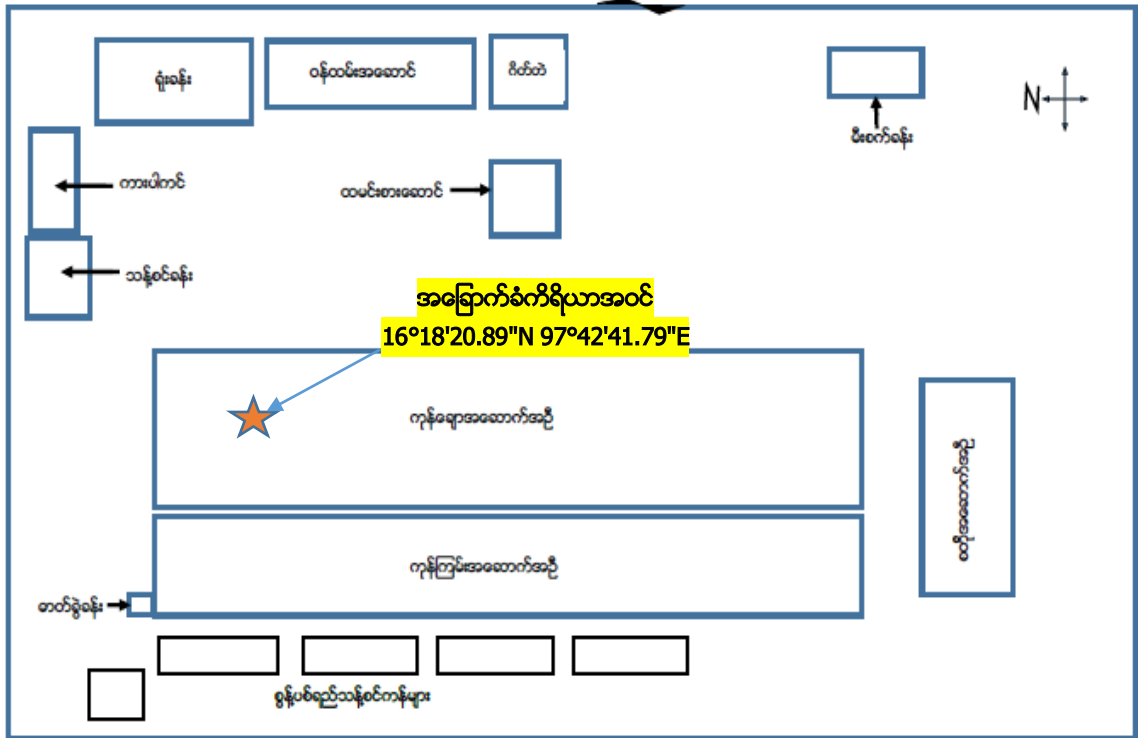 ရုံးခန်း
ဝန်ထမ်းအဆောင်
ဂိတ်တဲ
မီးစက်ခန်း
N
ကားပါကင်
ထမင်းစားဆောင်
သန့်စင်ခန်း
အခြောက်ခံကိရိယာအဝင်
16°18'20.89"N 97°42'41.79"E
ကုန်ချောအဆောက်အဦ
စတိုအဆောက်အဦ
ကုန်ကြမ်းအဆောက်အဦ
ဓာတ်ခွဲခန်း
စွန့်ပစ်ရည်သန့်စင်ကန်များ